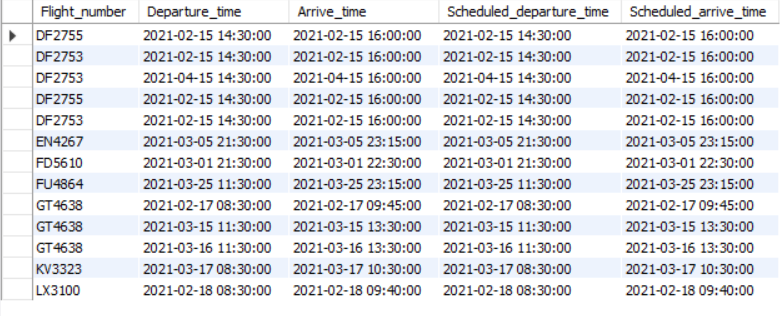 Flight_number Departure_time Arrive_time Scheduled_departure_time Scheduled_arrive_time
DF2755 2021-02-15 14:30:00 2021-02-15 16:00:00 2021-02-15 14:30:00 2021-02-15 16:00:00
DF2753 2021-02-15 14:30:00 2021-02-15 16:00:00 2021-02-15 14:30:00 2021-02-15 16:00:00
DF2753 2021-04-15 14:30:00 2021-04-15 16:00:00 2021-04-15 14:30:00 2021-04-15 16:00:00
DF2755 2021-02-15 14:30:00 2021-02-15 16:00:00 2021-02-15 14:30:00 2021-02-15 16:00:00
DF2753 2021-02-15 14:30:00 2021-02-15 16:00:00 2021-02-15 14:30:00 2021-02-15 16:00:00
EN4267 2021-03-05 21:30:00 2021-03-05 23:15:00 2021-03-05 21:30:00 2021-03-05 23:15:00
FD5610 2021-03-01 21:30:00 2021-03-01 22:30:00 2021-03-01 21:30:00 2021-03-01 22:30:00
FU4864 2021-03-25 11:30:00 2021-03-25 23:15:00 2021-03-25 11:30:00 2021-03-25 23:15:00
GT4638 2021-02-17 08:30:00 2021-02-17 09:45:00 2021-02-17 08:30:00 2021-02-17 09:45:00
GT4638 2021-03-15 11:30:00 2021-03-15 13:30:00 2021-03-15 11:30:00 2021-03-15 13:30:00
GT4638 2021-03-16 11:30:00 2021-03-16 13:30:00 2021-03-16 11:30:00 2021-03-16 13:30:00
KV3323 2021-03-17 08:30:00 2021-03-17 10:30:00 2021-03-17 08:30:00 2021-03-17 10:30:00
LX3100 2021-02-18 08:30:00 2021-02-18 09:40:00 2021-02-18 08:30:00 2021-02-18 09:40:00